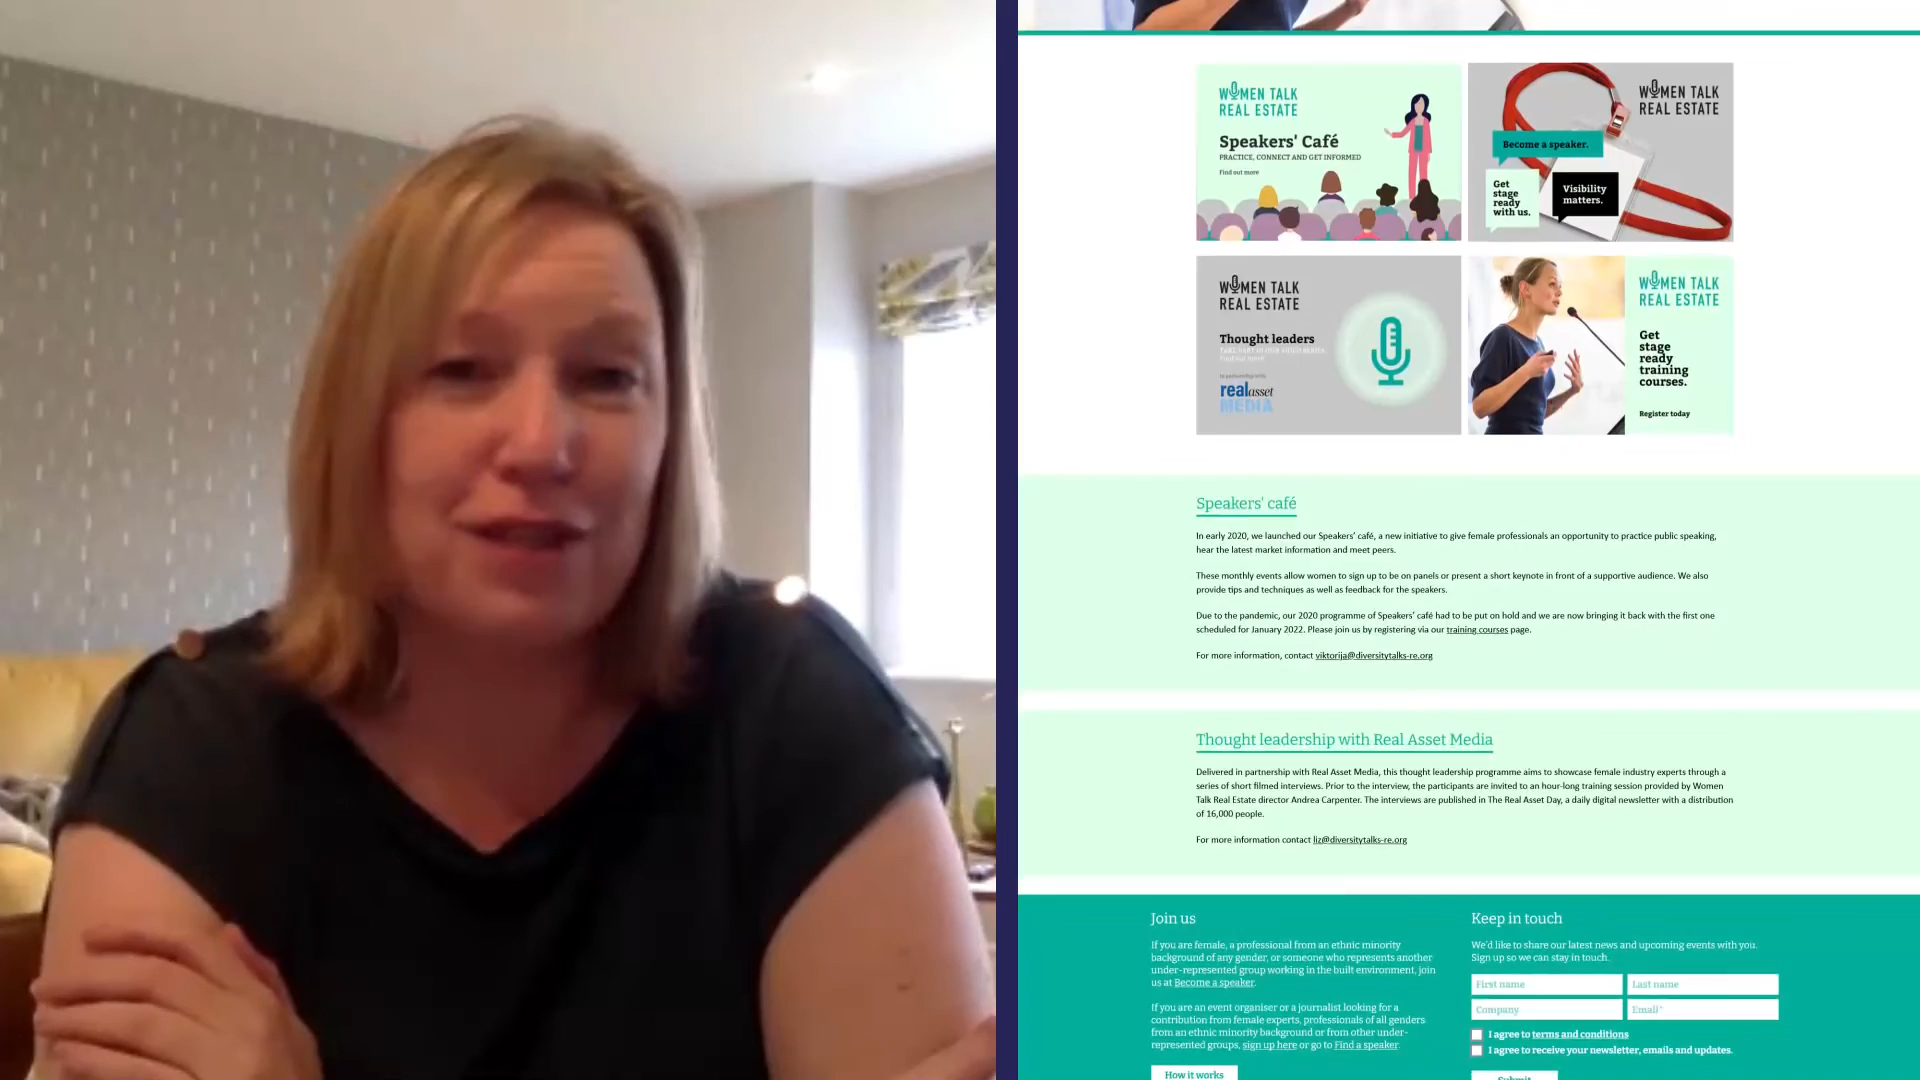 WOMEN TALK
REAL ESTATE
Speakers' Café
PRACTICE, CONNECT AND GET INFORMED
Find out more
WOMEN TALK
REAL ESTATE
Become a speaker.
Get
stage
ready
with us.
Visibility
matters.
WOMEN TALK
REAL ESTATE
Thought leaders
TAKE PART IN OUR VIDEO SERIES
Find out more
In partnership with
realasset
MEDIA
WOMEN TALK
REAL ESTATE
Get
stage
ready
training
courses.
Register today
Speakers' café
In early 2020, we launched our Speakers' café, a new initiative to give female professionals an opportunity to practice public speaking,
hear the latest market information and meet peers.
These monthly events allow women to sign up to be on panels or present a short keynote in front of a supportive audience. We also
provide tips and techniques as well as feedback for the speakers.
Due to the pandemic, our 2020 programme of Speakers' café had to be put on hold and we are now bringing it back with the first one
scheduled for January 2022. Please join us by registering via our training courses page.
For more information, contact viktorija@diversitytalks-re.org
Thought leadership with Real Asset Media
Delivered in partnership with Real Asset Media, this thought leadership programme aims to showcase female industry experts through a
series of short filmed interviews. Prior to the interview, the participants are invited to an hour-long training session provided by Women
Talk Real Estate director Andrea Carpenter. The interviews are published in The Real Asset Day, a daily digital newsletter with a distribution
of 16,000 people.
For more information contact liz@diversitytalks-re.org
Join us
If you are female, a professional from an ethnic minority
background of any gender, or someone who represents another
under-represented group working in the built environment, join
us at Become a speaker.
If you are an event organiser or a journalist looking for a
contribution from female experts, professionals of all genders
from an ethnic minority background or from other under-
represented groups, sign up here or go to Find a speaker.
How it works
Keep in touch
We'd like to share our latest news and upcoming events with you.
Sign up so we can stay in touch.
First name
Last name
Company
Email*
I agree to terms and conditions
I agree to receive your newsletter, emails and updates.
Submit